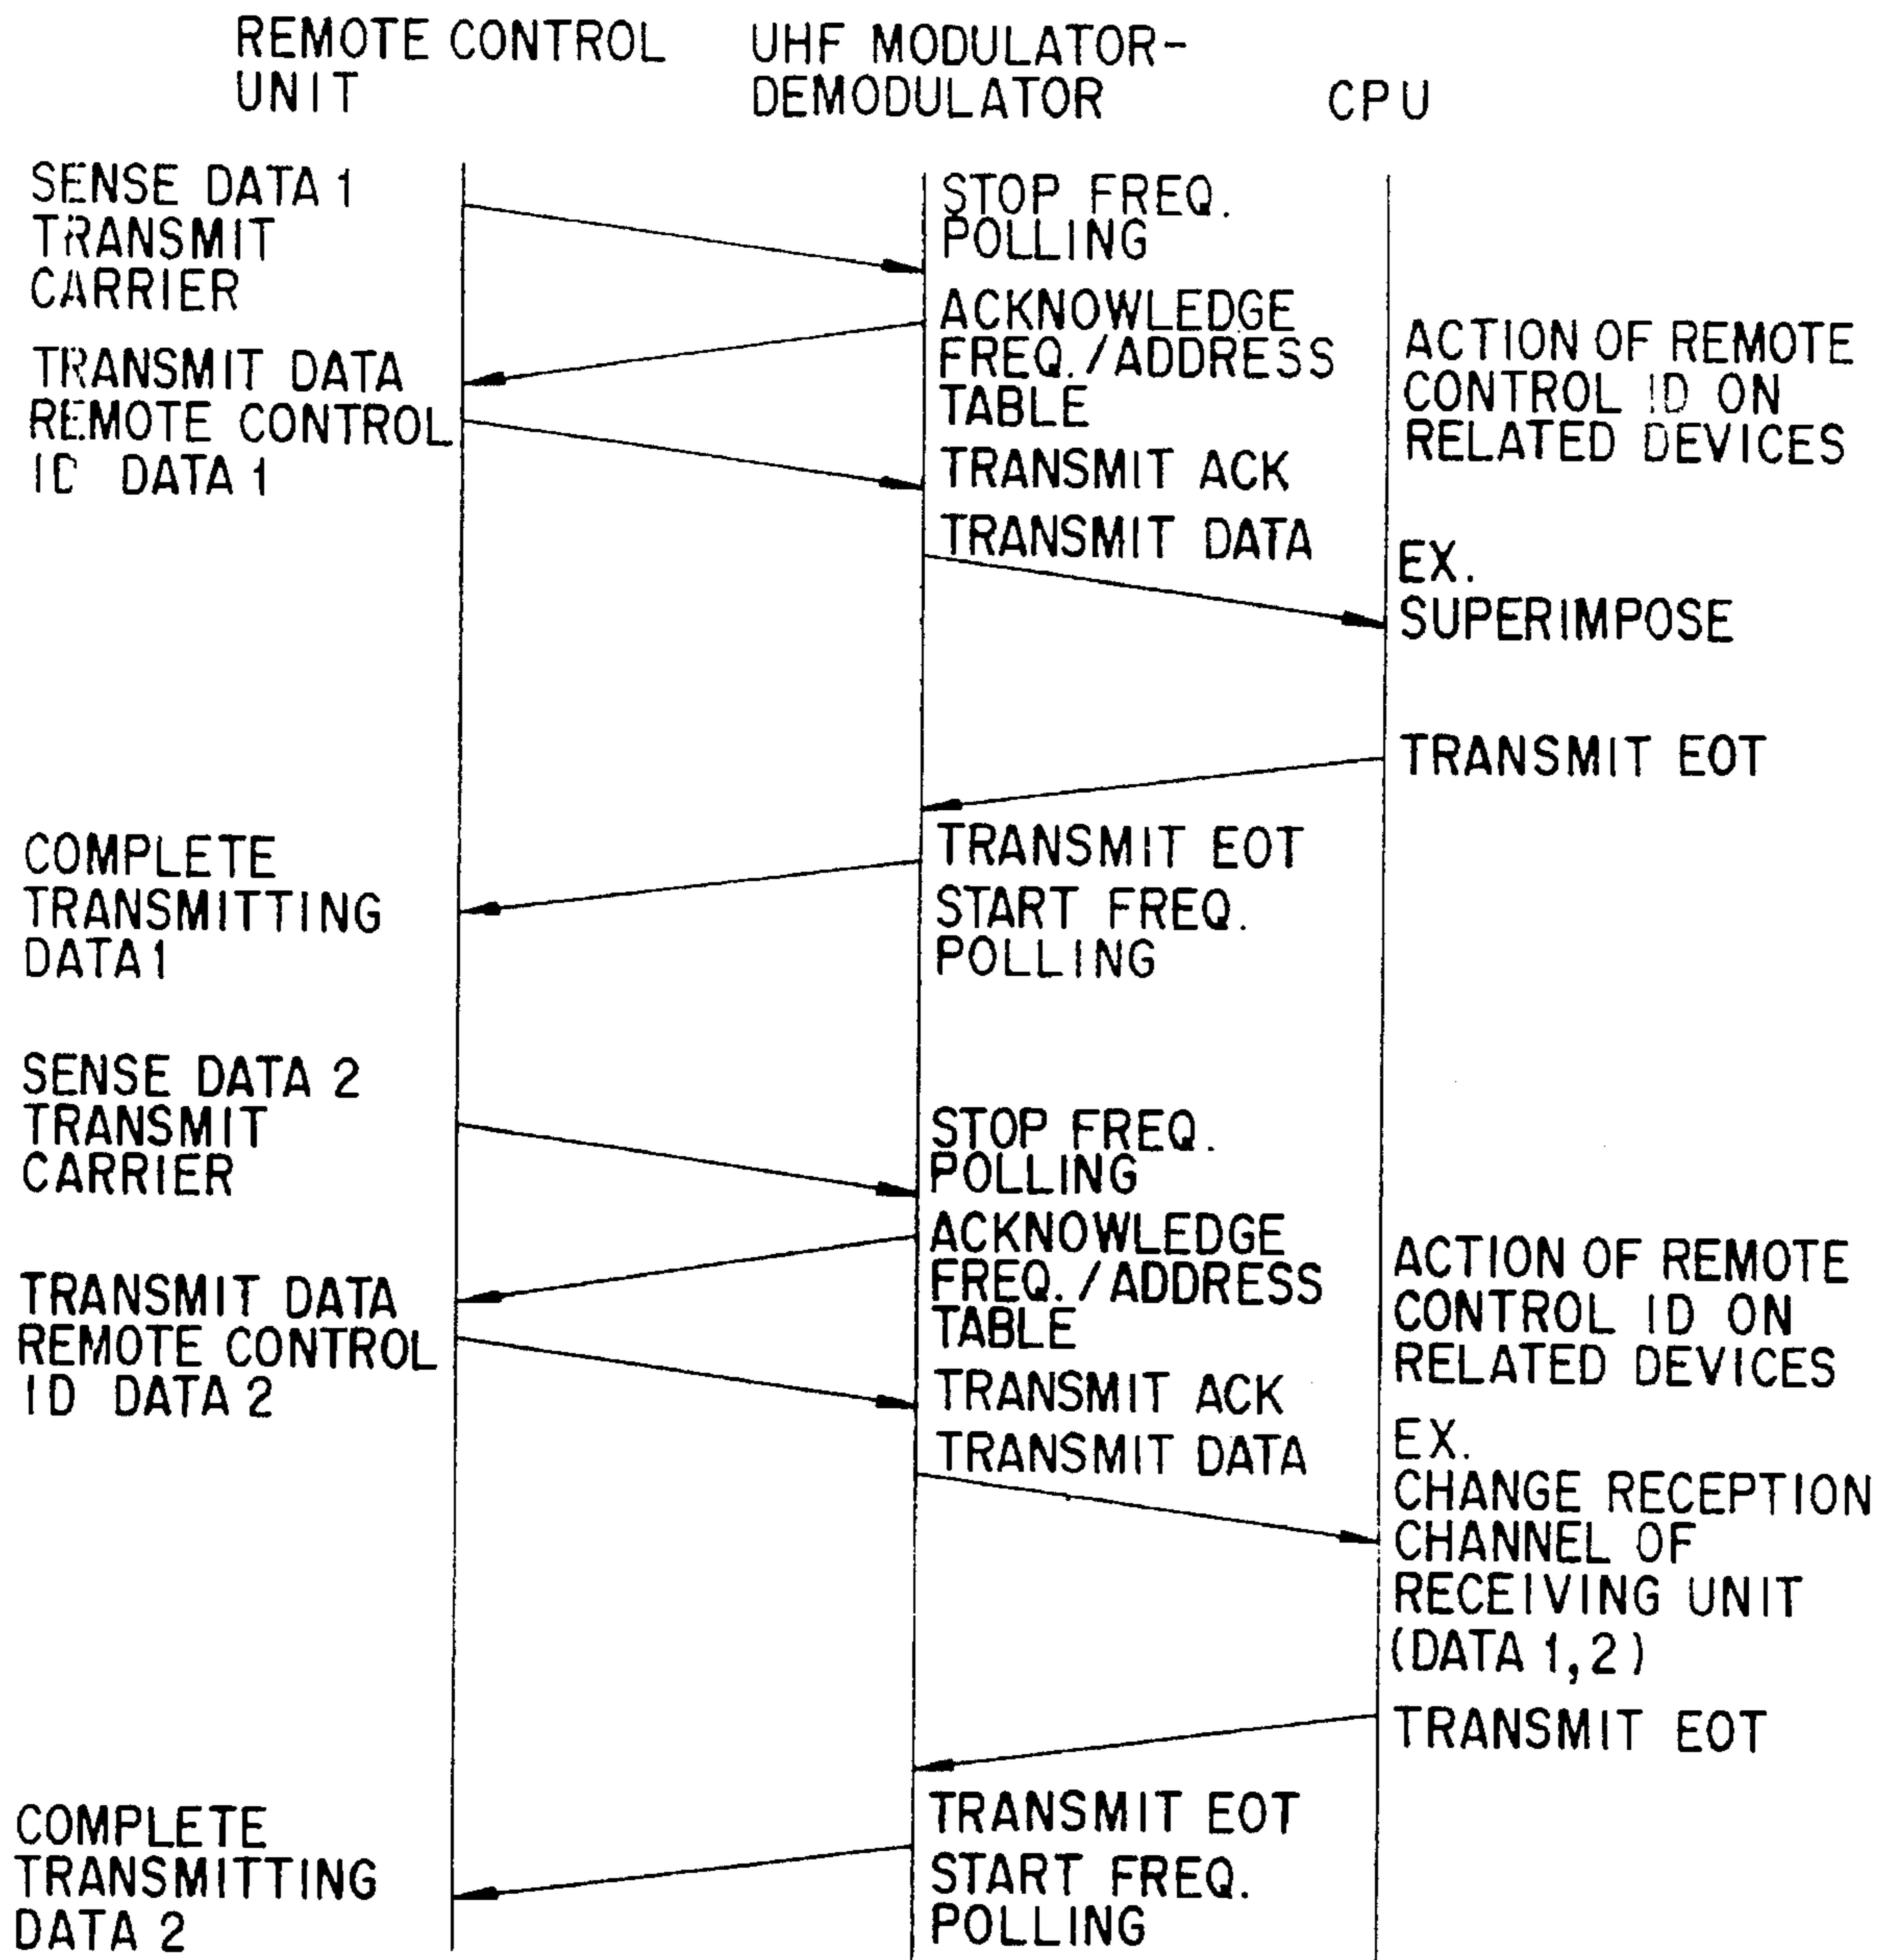 REMOTE CONTROL
UNIT
UHF MODULATOR-
DEMODULATOR
CPU
SENSE DATA 1
TRANSMIT
CARRIER
STOP FREQ.
POLLING
ACKNOWLEDGE
FREQ./ADDRESS
TABLE
TRANSMIT DATA
REMOTE CONTROL
ID DATA 1
ACTION OF REMOTE
CONTROL ID ON
RELATED DEVICES
TRANSMIT ACK
TRANSMIT DATA
EX.
SUPERIMPOSE
TRANSMIT EOT
TRANSMIT EOT
COMPLETE
TRANSMITTING
DATA 1
START FREQ.
POLLING
SENSE DATA 2
TRANSMIT
CARRIER
STOP FREQ.
POLLING
ACKNOWLEDGE
FREQ./ADDRESS
TABLE
TRANSMIT DATA
REMOTE CONTROL
ID DATA 2
ACTION OF REMOTE
CONTROL ID ON
RELATED DEVICES
TRANSMIT ACK
TRANSMIT DATA
EX.
CHANGE RECEPTION
CHANNEL OF
RECEIVING UNIT
(DATA 1,2)
TRANSMIT EOT
TRANSMIT EOT
COMPLETE
TRANSMITTING
DATA 2
START FREQ.
POLLING